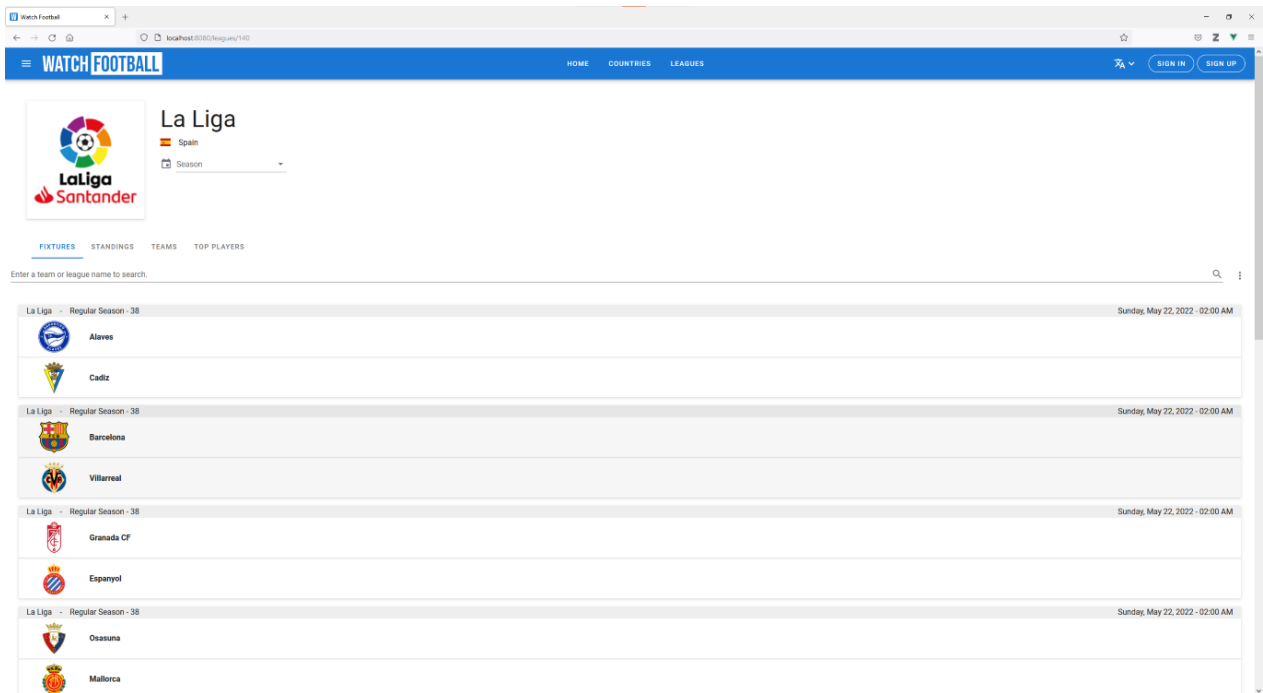 Watch Football
localhost:8080/leagues/140
WATCH FOOTBALL
HOME COUNTRIES LEAGUES
SIGN IN SIGN UP
La Liga
Spain
Season
LaLiga
Santander
FIXTURES STANDINGS TEAMS TOP PLAYERS
Enter a team or league name to search.
La Liga - Regular Season - 38 Sunday, May 22, 2022 - 02:00 AM
Alaves
Cadiz
La Liga - Regular Season - 38 Sunday, May 22, 2022 - 02:00 AM
Barcelona
Villarreal
La Liga - Regular Season - 38 Sunday, May 22, 2022 - 02:00 AM
Granada CF
Espanyol
La Liga - Regular Season - 38 Sunday, May 22, 2022 - 02:00 AM
Osasuna
Mallorca